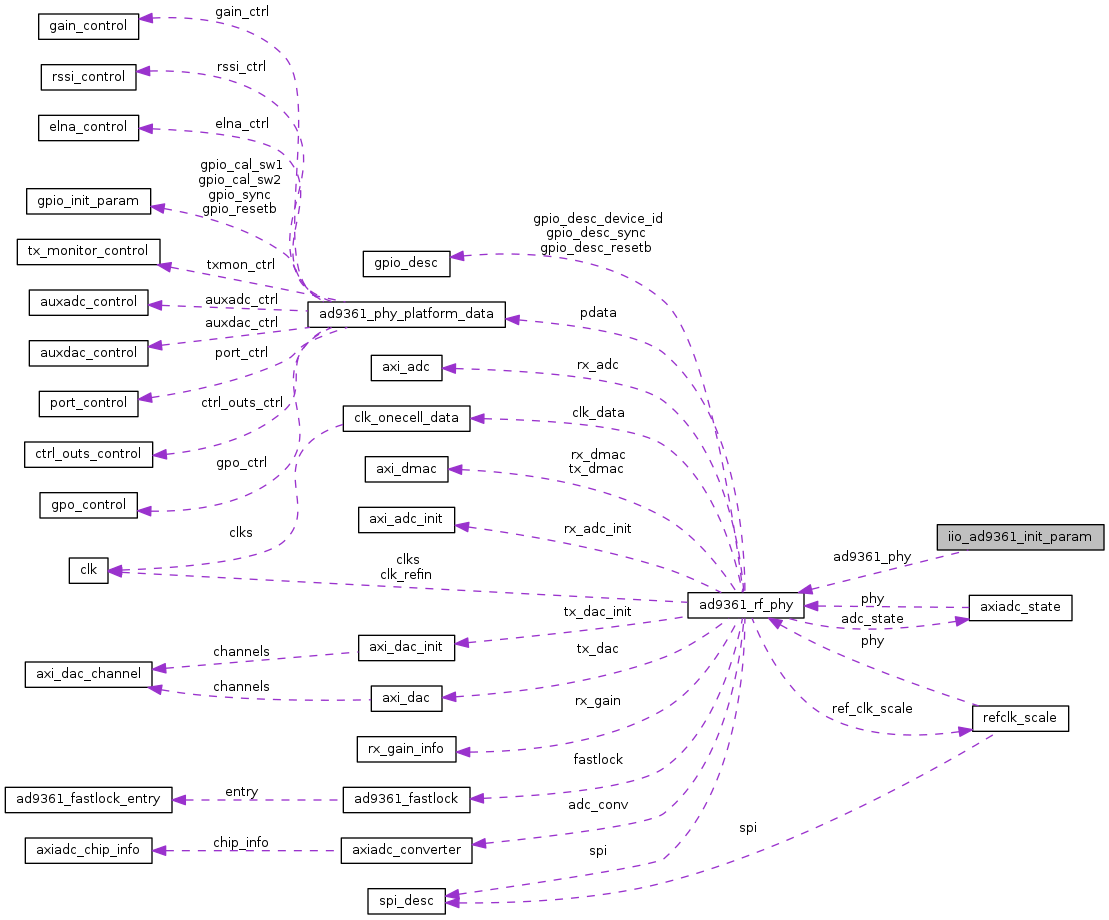 gain_control
gain_ctrl
rssi_control
rssi_ctrl
elna_control
elna_ctrl
gpio_init_param
gpio_cal_sw1
gpio_cal_sw2
gpio_sync
gpio_resetb
tx_monitor_control
txmon_ctrl
auxadc_control
auxadc_ctrl
auxdac_control
auxdac_ctrl
port_control
port_ctrl
ctrl_outs_control
ctrl_outs_ctrl
gpo_control
gpo_ctrl
clk
clks
axi_dac_channel
channels
channels
ad9361_fastlock_entry
entry
axiadc_chip_info
chip_info
gpio_desc
ad9361_phy_platform_data
axi_adc
clk_onecell_data
axi_dmac
axi_adc_init
clks
clk_refin
axi_dac_init
axi_dac
rx_gain_info
ad9361_fastlock
axiadc_converter
spi_desc
gpio_desc_device_id
gpio_desc_sync
gpio_desc_resetb
pdata
rx_adc
clk_data
rx_dmac
tx_dmac
rx_adc_init
tx_dac_init
tx_dac
rx_gain
fastlock
adc_conv
spi
ad9361_rf_phy
ad9361_phy
phy
adc_state
phy
ref_clk_scale
spi
iio_ad9361_init_param
axiadc_state
refclk_scale